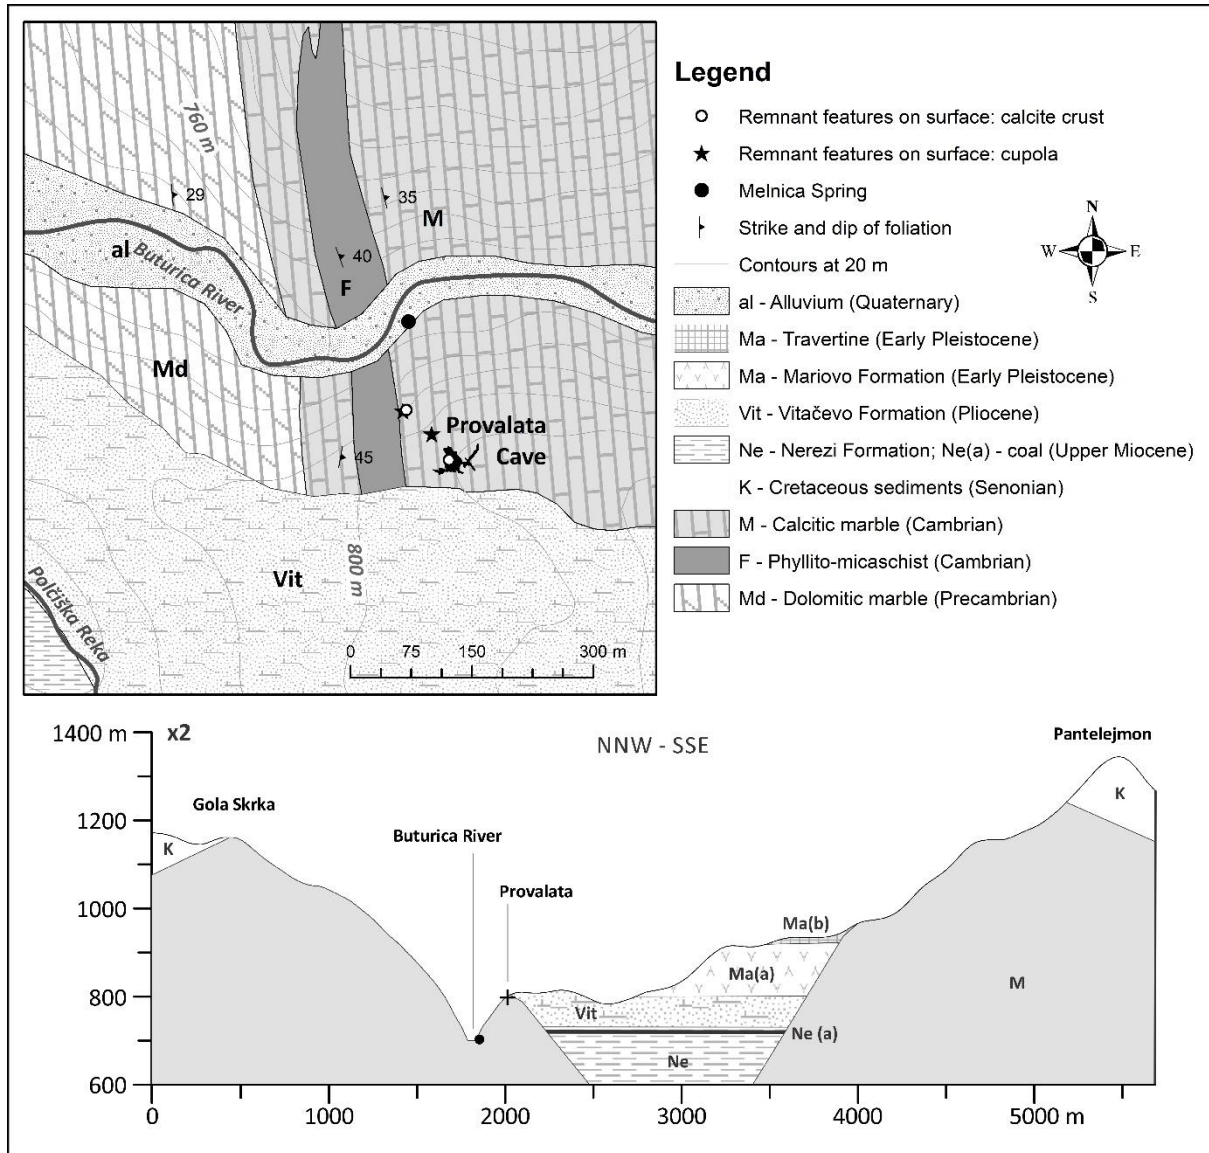 760 m
29
35
M
al
Buturica River
40
F
Md
Provalata
Cave
45
Vit
800 m
Polčiška Reka
0 75 150 300 m
Legend
Remnant features on surface: calcite crust
Remnant features on surface: cupola
Melnica Spring
Strike and dip of foliation
Contours at 20 m
al - Alluvium (Quaternary)
Ma - Travertine (Early Pleistocene)
Ma - Mariovo Formation (Early Pleistocene)
Vit - Vitačevo Formation (Pliocene)
Ne - Nerezi Formation; Ne(a) - coal (Upper Miocene)
K - Cretaceous sediments (Senonian)
M - Calcitic marble (Cambrian)
F - Phyllito-micaschist (Cambrian)
Md - Dolomitic marble (Precambrian)
N
W E
S
1400 m x2
NNW - SSE
Pantelejmon
K
1200
Gola Skrka
K
Buturica River
Provalata
1000
Ma(b)
Ma(a)
M
800
Vit
Ne (a)
Ne
600
0 1000 2000 3000 4000 5000 m